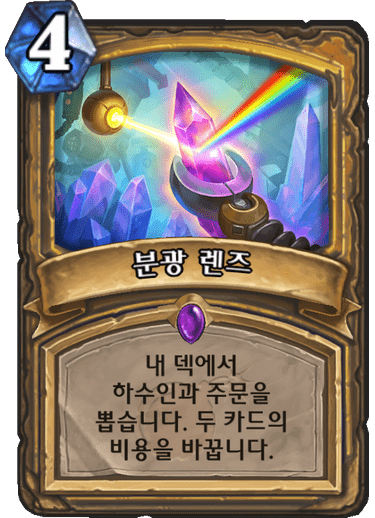 4
분광 렌즈
내 덱에서
하수인과 주문을
뽑습니다. 두 카드의
비용을 바꿉니다.